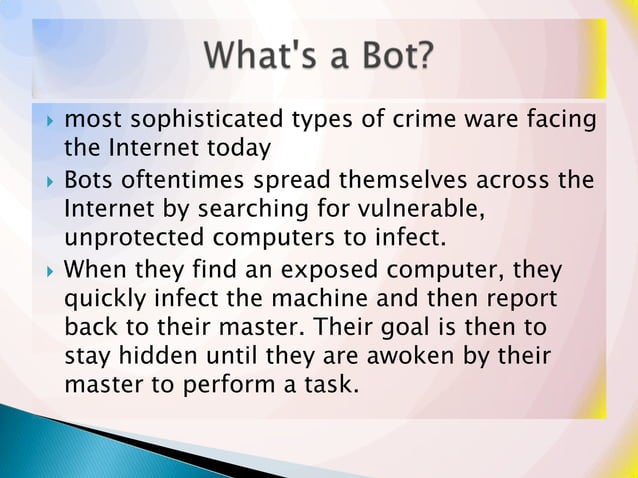 What's a Bot?
most sophisticated types of crime ware facing
the Internet today
Bots oftentimes spread themselves across the
Internet by searching for vulnerable,
unprotected computers to infect.
When they find an exposed computer, they
quickly infect the machine and then report
back to their master. Their goal is then to
stay hidden until they are awoken by their
master to perform a task.